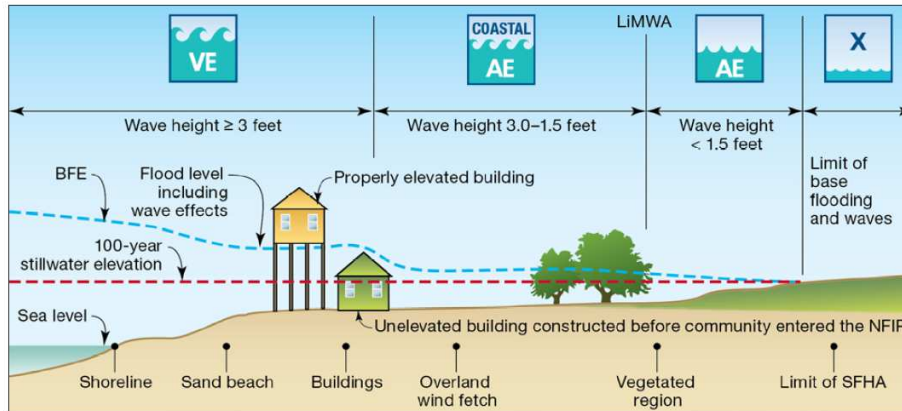 VE
COASTAL
AE
LiMWA
AE
X
Wave height ≥ 3 feet
Wave height 3.0–1.5 feet
Wave height
< 1.5 feet
Limit of
base
flooding
and waves
BFE
Flood level
including
wave effects
Properly elevated building
100-year
stillwater elevation
Sea level
Unelevated building constructed before community entered the NFIP
Shoreline
Sand beach
Buildings
Overland
wind fetch
Vegetated
region
Limit of SFHA